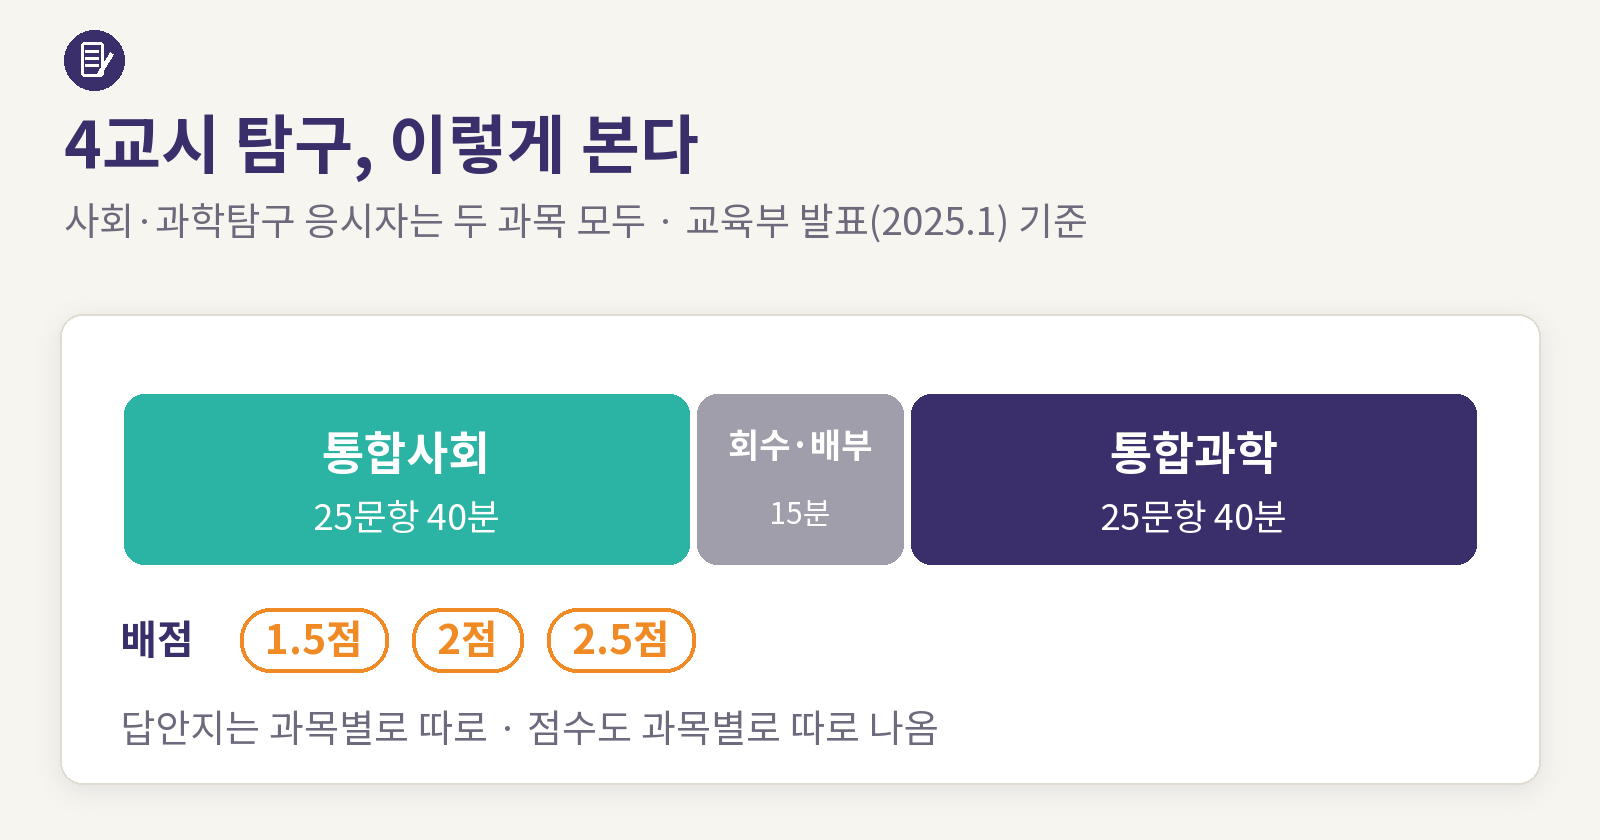 4교시 탐구, 이렇게 본다
사회·과학탐구 응시자는 두 과목 모두 · 교육부 발표(2025.1) 기준
통합사회
25문항 40분
회수·배부
15분
통합과학
25문항 40분
배점 1.5점 2점 2.5점
답안지는 과목별로 따로 · 점수도 과목별로 따로 나옴